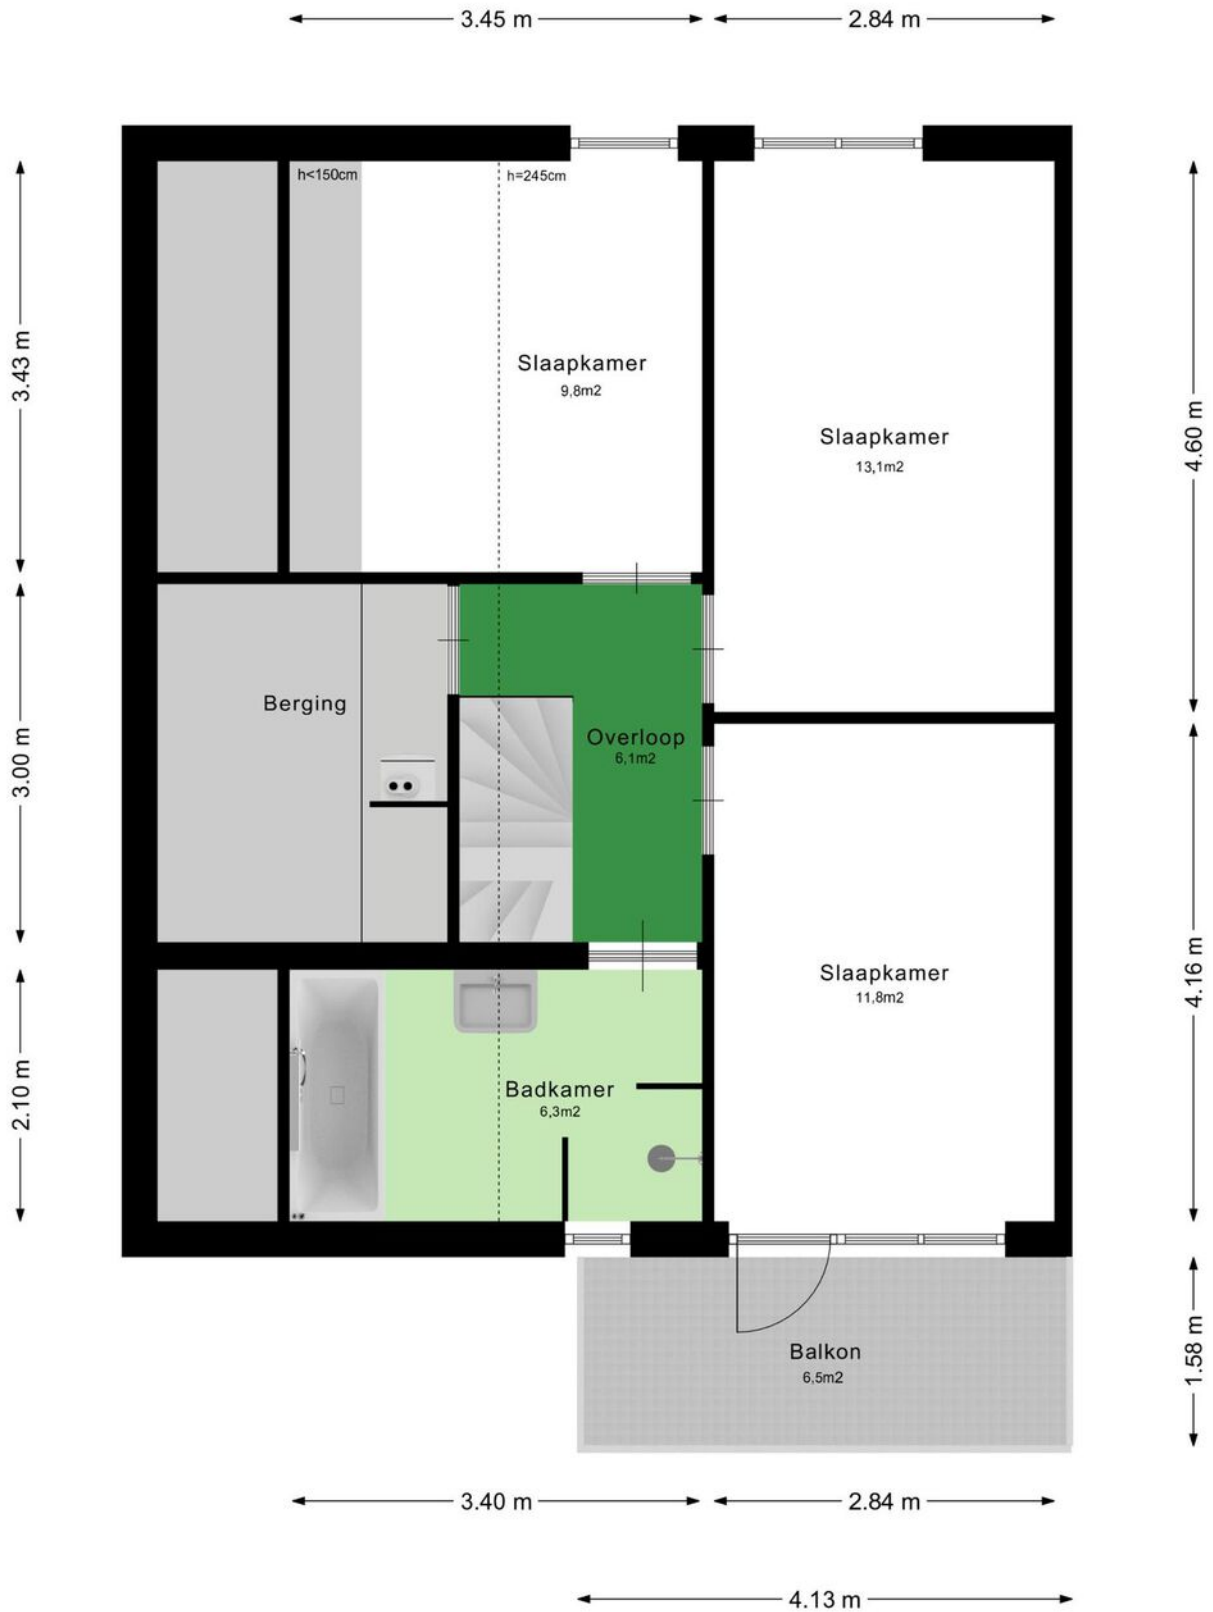 3.45 m
2.84 m
h<150cm
h=245cm
3.43 m
Slaapkamer
9,8m2
Slaapkamer
13,1m2
4.60 m
Berging
Overloop
6,1m2
3.00 m
Slaapkamer
11,8m2
4.16 m
Badkamer
6,3m2
2.10 m
Balkon
6,5m2
1.58 m
3.40 m
2.84 m
4.13 m